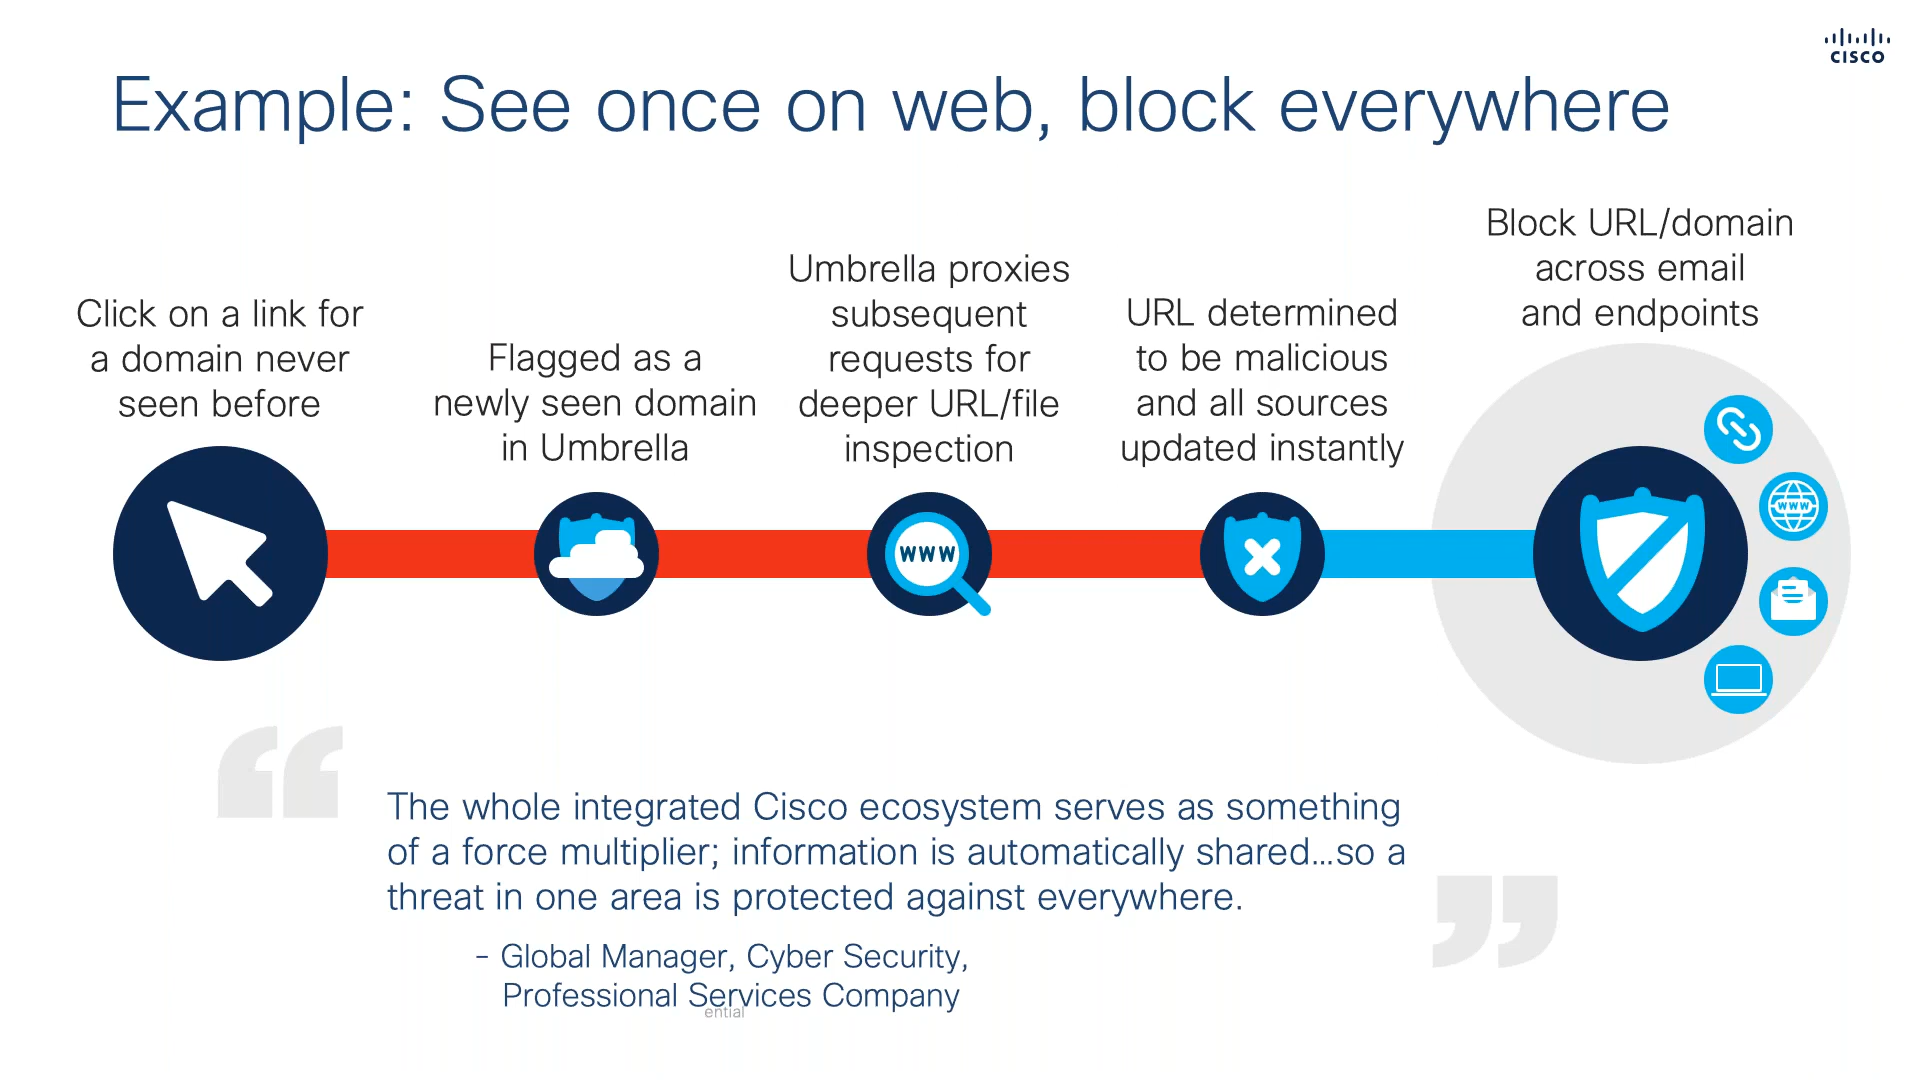 CISCO
Example: See once on web, block everywhere
Click on a link for
a domain never
seen before
Flagged as a
newly seen domain
in Umbrella
Umbrella proxies
subsequent
requests for
deeper URL/file
inspection
URL determined
to be malicious
and all sources
updated instantly
Block URL/domain
across email
and endpoints
www
www
“
The whole integrated Cisco ecosystem serves as something
of a force multiplier; information is automatically shared...so a
threat in one area is protected against everywhere.
”
– Global Manager, Cyber Security,
Professional Services Company
ential